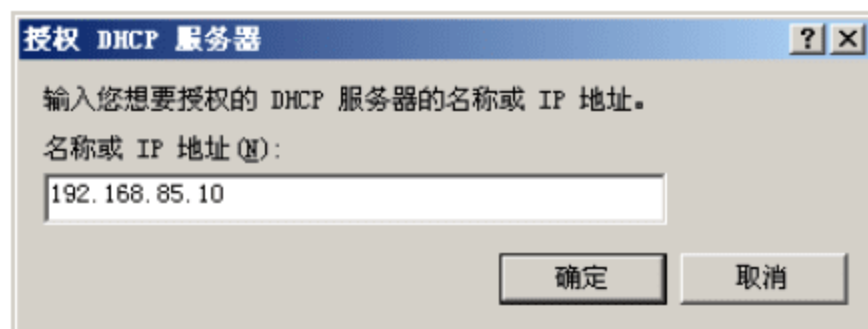 授权 DHCP 服务器
输入您想要授权的 DHCP 服务器的名称或 IP 地址。
名称或 IP 地址(N):
192.168.85.10
确定 取消